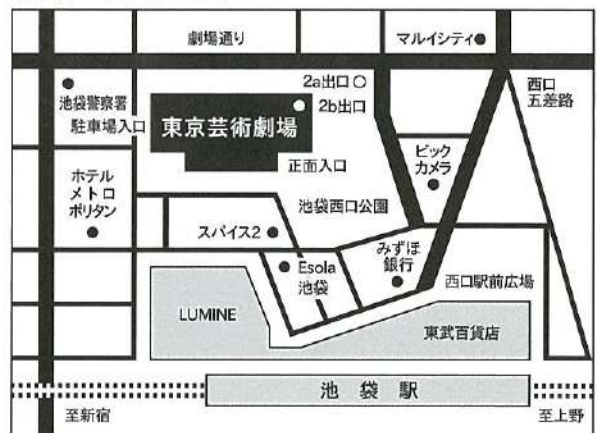 劇場通り
マルイシティ
2a出口
2b出口
西口
五差路
池袋警察署
駐車場入口
東京芸術劇場
正面入口
ビック
カメラ
ホテル
メトロ
ポリタン
池袋西口公園
スパイス2
みずほ
銀行
Esola
池袋
西口駅前広場
LUMINE
東武百貨店
池袋駅
至新宿
至上野